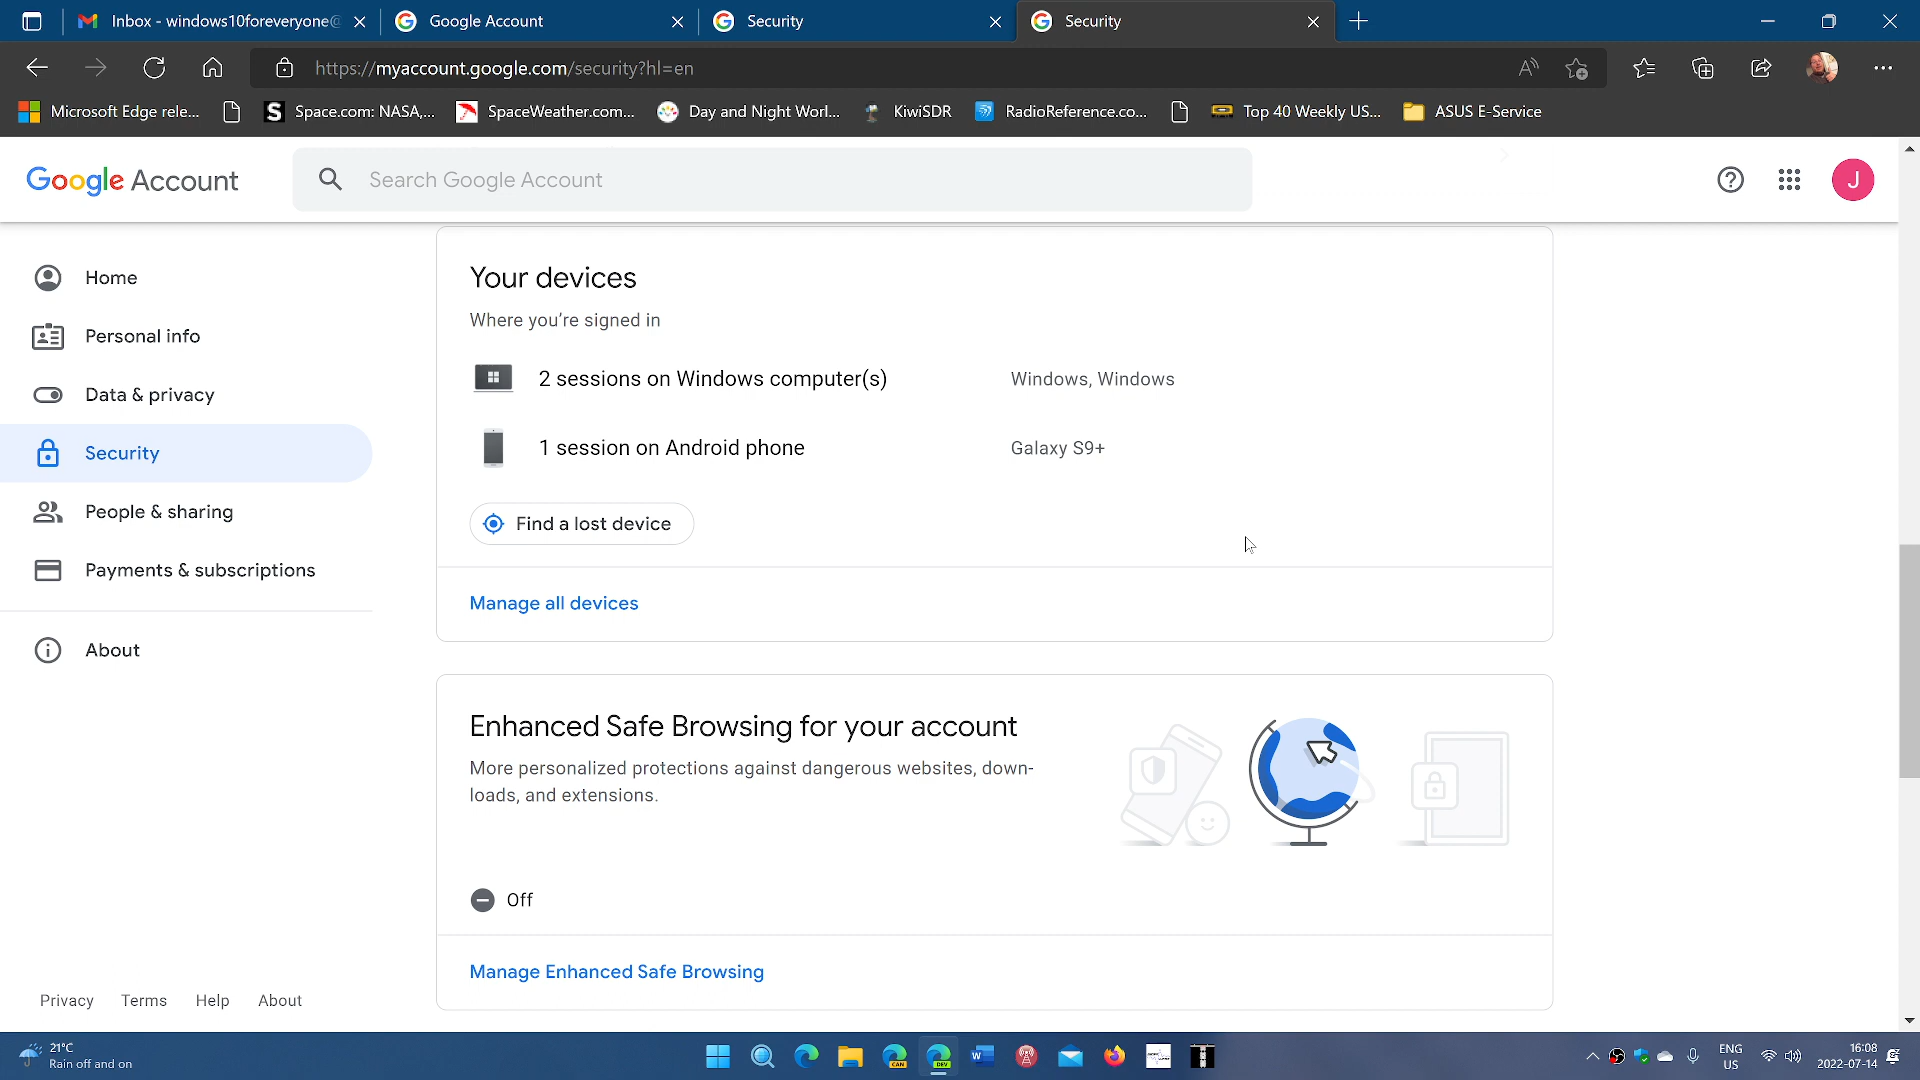 Inbox - windows10foreveryone@
Google Account
Security
Security
https://myaccount.google.com/security?hl=en
Microsoft Edge rele...
Space.com: NASA,...
SpaceWeather.com...
Day and Night Worl...
KiwiSDR
RadioReference.co...
Top 40 Weekly US...
ASUS E-Service
Google Account
Search Google Account
J
Home
Personal info
Data & privacy
Security
People & sharing
Payments & subscriptions
About
Your devices
Where you're signed in
2 sessions on Windows computer(s)
Windows, Windows
1 session on Android phone
Galaxy S9+
Find a lost device
Manage all devices
Enhanced Safe Browsing for your account
More personalized protections against dangerous websites, down-
loads, and extensions.
Off
Manage Enhanced Safe Browsing
Privacy
Terms
Help
About
21°C
Rain off and on
CAN
DEV
ENG
US
16:08
2022-07-14